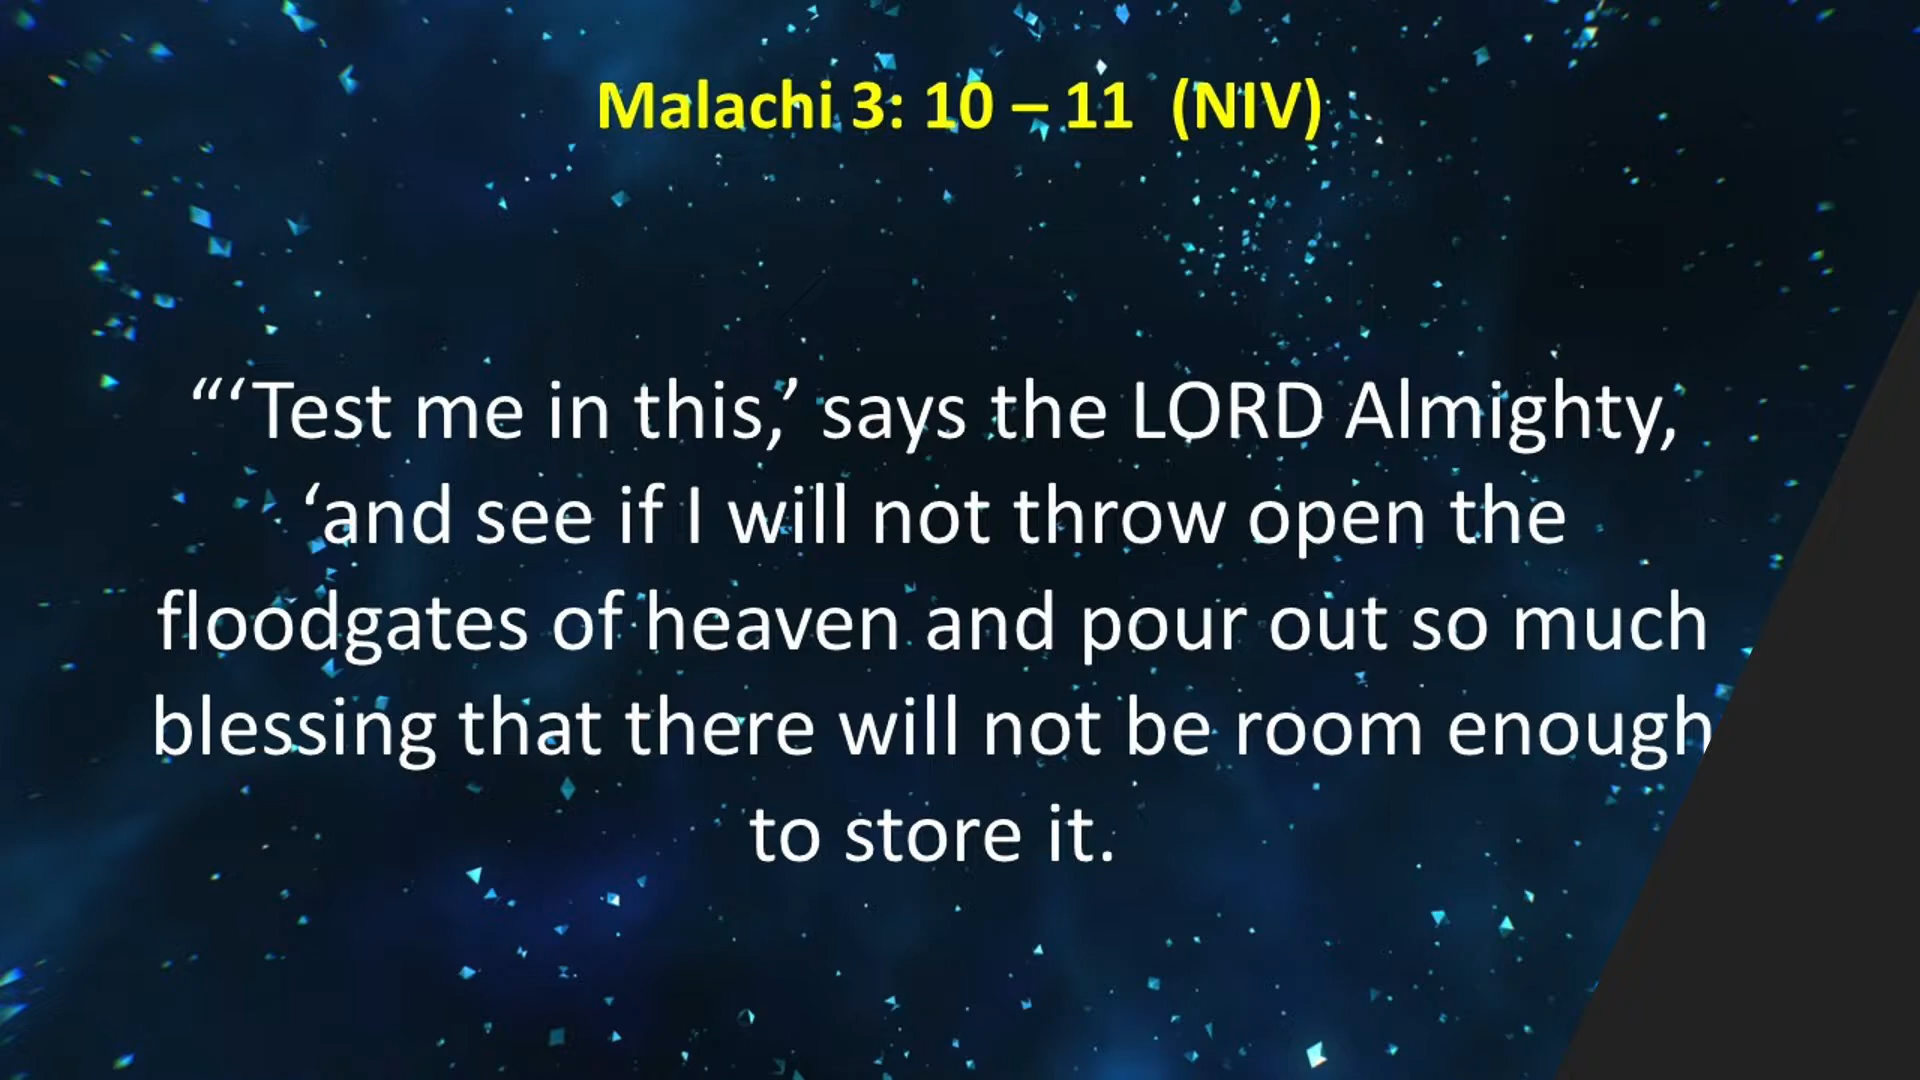 Malachi 3: 10 – 11 (NIV)
“‘Test me in this,’ says the LORD Almighty,
‘and see if I will not throw open the
floodgates of heaven and pour out so much
blessing that there will not be room enough
to store it.